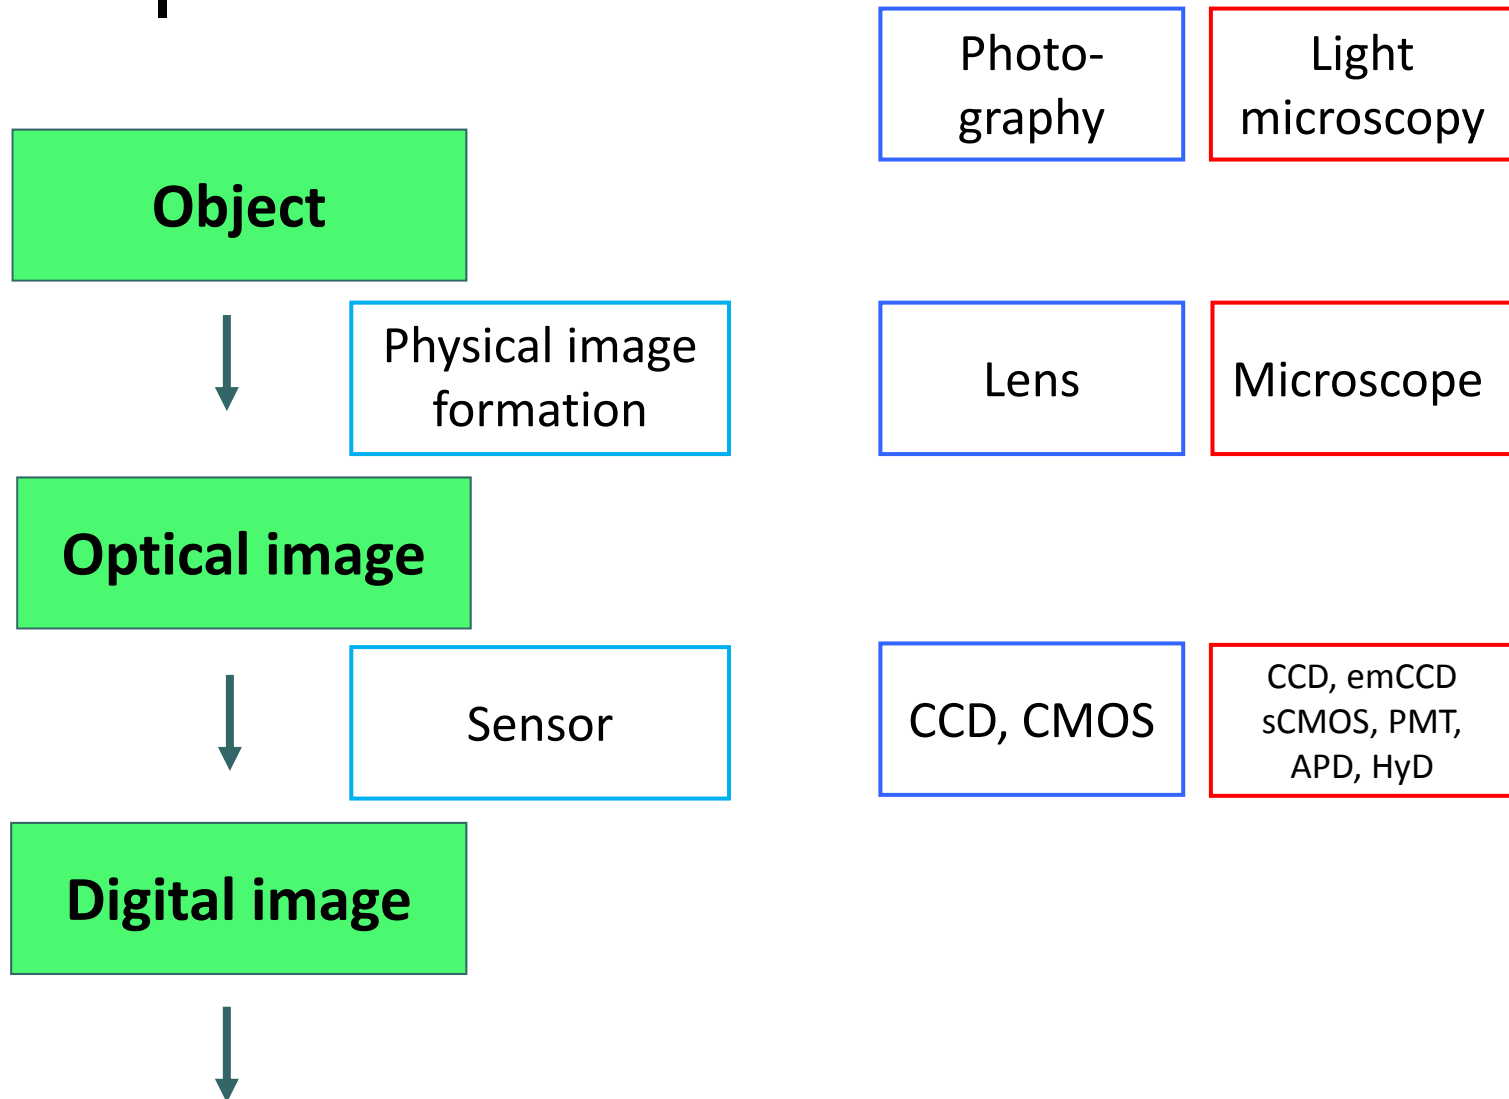 Photo-
graphy
Light
microscopy
Object
Physical image
formation
Lens
Microscope
Optical image
Sensor
CCD, CMOS
CCD, emCCD
sCMOS, PMT,
APD, HyD
Digital image